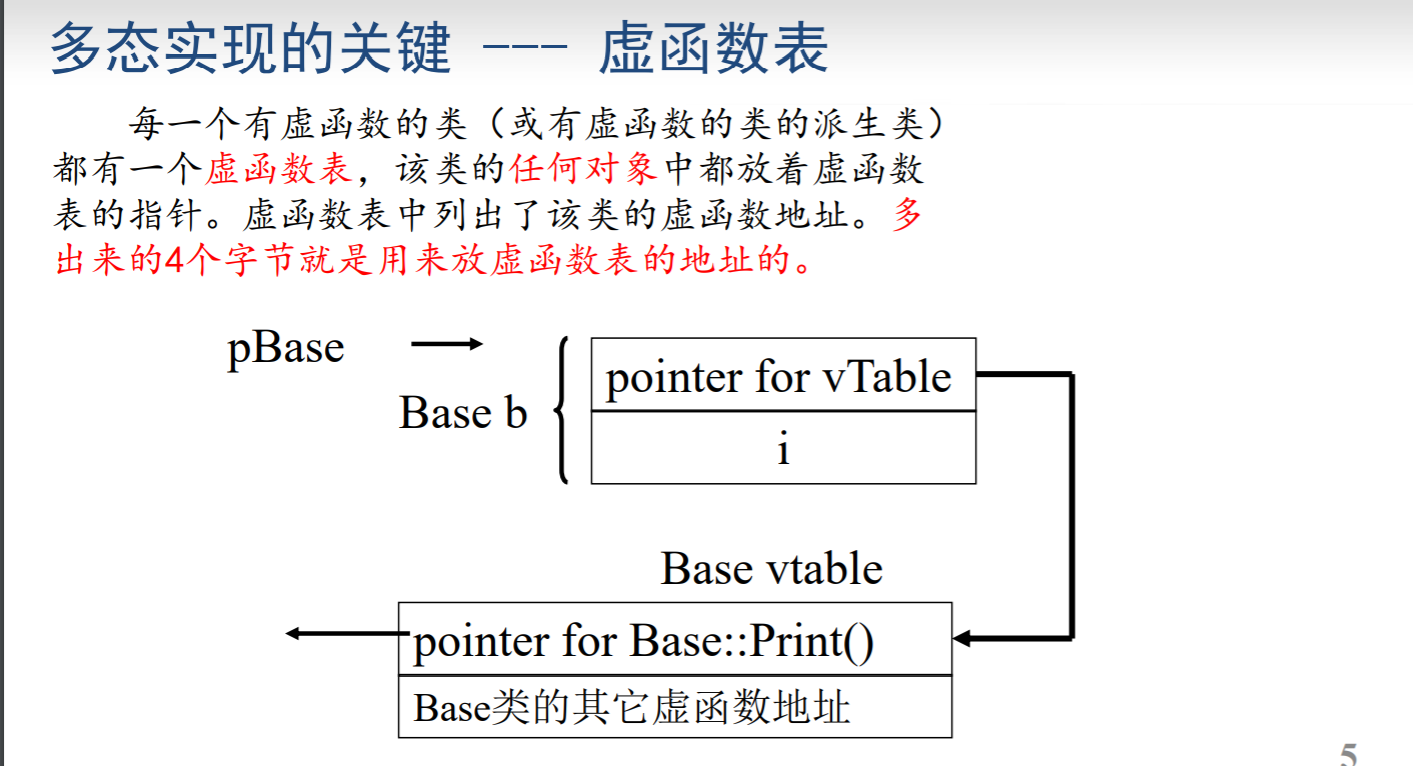 多态实现的关键 --- 虚函数表
每一个有虚函数的类（或有虚函数的类的派生类）
都有一个虚函数表，该类的任何对象中都放着虚函数
表的指针。虚函数表中列出了该类的虚函数地址。多
出来的4个字节就是用来放虚函数表的地址的。
pBase
pointer for vTable
Base b
i
Base vtable
pointer for Base::Print()
Base类的其它虚函数地址
5